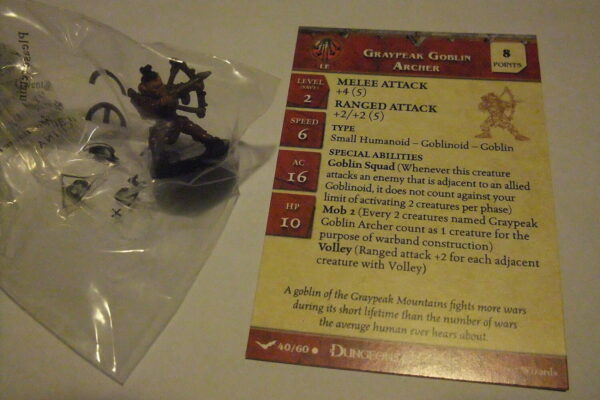 GRAYPEAK GOBLIN
ARCHER
8
POINTS
LE
LEVEL
2
MELEE ATTACK
+4 (5)
RANGED ATTACK
+2/+2 (5)
SPEED
6
TYPE
Small Humanoid – Goblinoid – Goblin
AC
16
SPECIAL ABILITIES
Goblin Squad (Whenever this creature
attacks an enemy that is adjacent to an allied
Goblinoid, it does not count against your
limit of activating 2 creatures per phase)
HP
10
Mob 2 (Every 2 creatures named Graypeak
Goblin Archer count as 1 creature for the
purpose of warband construction)
Volley (Ranged attack +2 for each adjacent
creature with Volley)
A goblin of the Graypeak Mountains fights more wars
during its short lifetime than the number of wars
the average human ever hears about.
40/60
DUNGEONS
Wizards